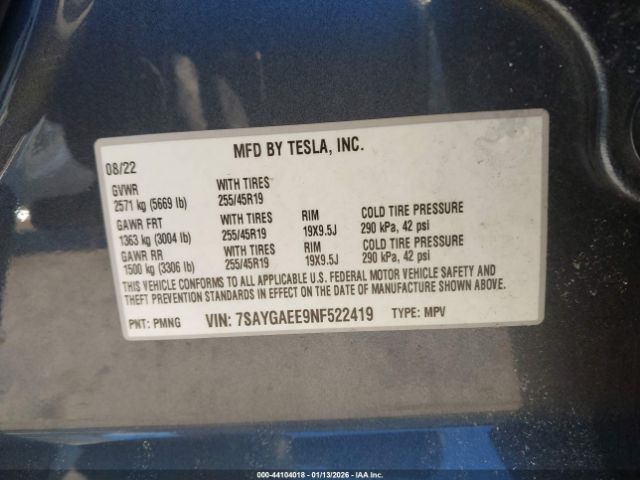 MFD BY TESLA, INC.
08/22
GVWR WITH TIRES
2571 kg (5669 lb) 255/45R19
GAWR FRT WITH TIRES RIM COLD TIRE PRESSURE
1363 kg (3004 lb) 255/45R19 19X9.5J 290 kPa, 42 psi
GAWR RR WITH TIRES RIM COLD TIRE PRESSURE
1500 kg (3306 lb) 255/45R19 19X9.5J 290 kPa, 42 psi
THIS VEHICLE CONFORMS TO ALL APPLICABLE U.S. FEDERAL MOTOR VEHICLE SAFETY AND
THEFT PREVENTION STANDARDS IN EFFECT ON THE DATE OF MANUFACTURE SHOWN ABOVE.
PNT: PMNG VIN: 7SAYGAEE9NF522419 TYPE: MPV
000-44104018 - 01/13/2026 - IAA Inc.